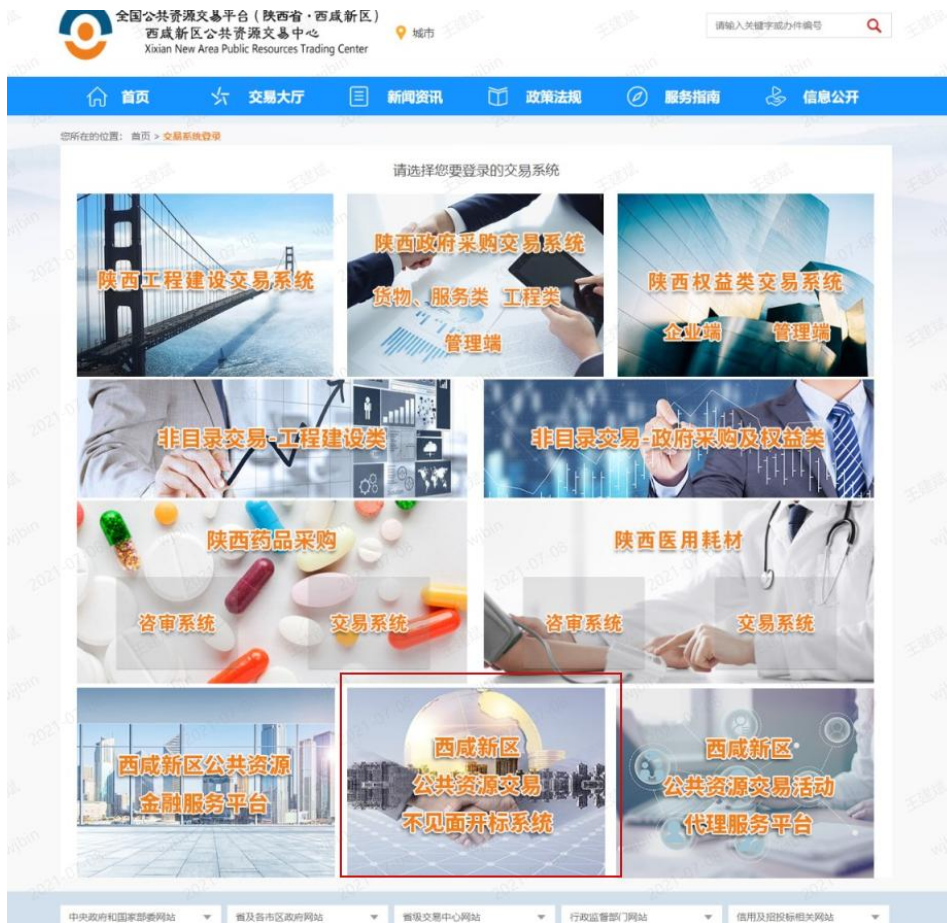 全国公共资源交易平台（陕西省·西咸新区）
西咸新区公共资源交易中心
Xixian New Area Public Resources Trading Center
城市
请输入关键字或办件编号
首页 交易大厅 新闻资讯 政策法规 服务指南 信息公开
您所在的位置： 首页 > 交易系统登录
请选择您要登录的交易系统
陕西工程建设交易系统
陕西政府采购交易系统
货物、服务类 工程类
管理端
陕西权益类交易系统
企业端 管理端
非目录交易-工程建设类
非目录交易-政府采购及权益类
陕西药品采购
咨审系统 交易系统
陕西医用耗材
咨审系统 交易系统
西咸新区公共资源
金融服务平台
西咸新区
公共资源交易
不见面开标系统
西咸新区
公共资源交易活动
代理服务平台
中央政府和国家部委网站 省及各市区政府网站 省级交易中心网站 行政监督部门网站 信用及招投标相关网站